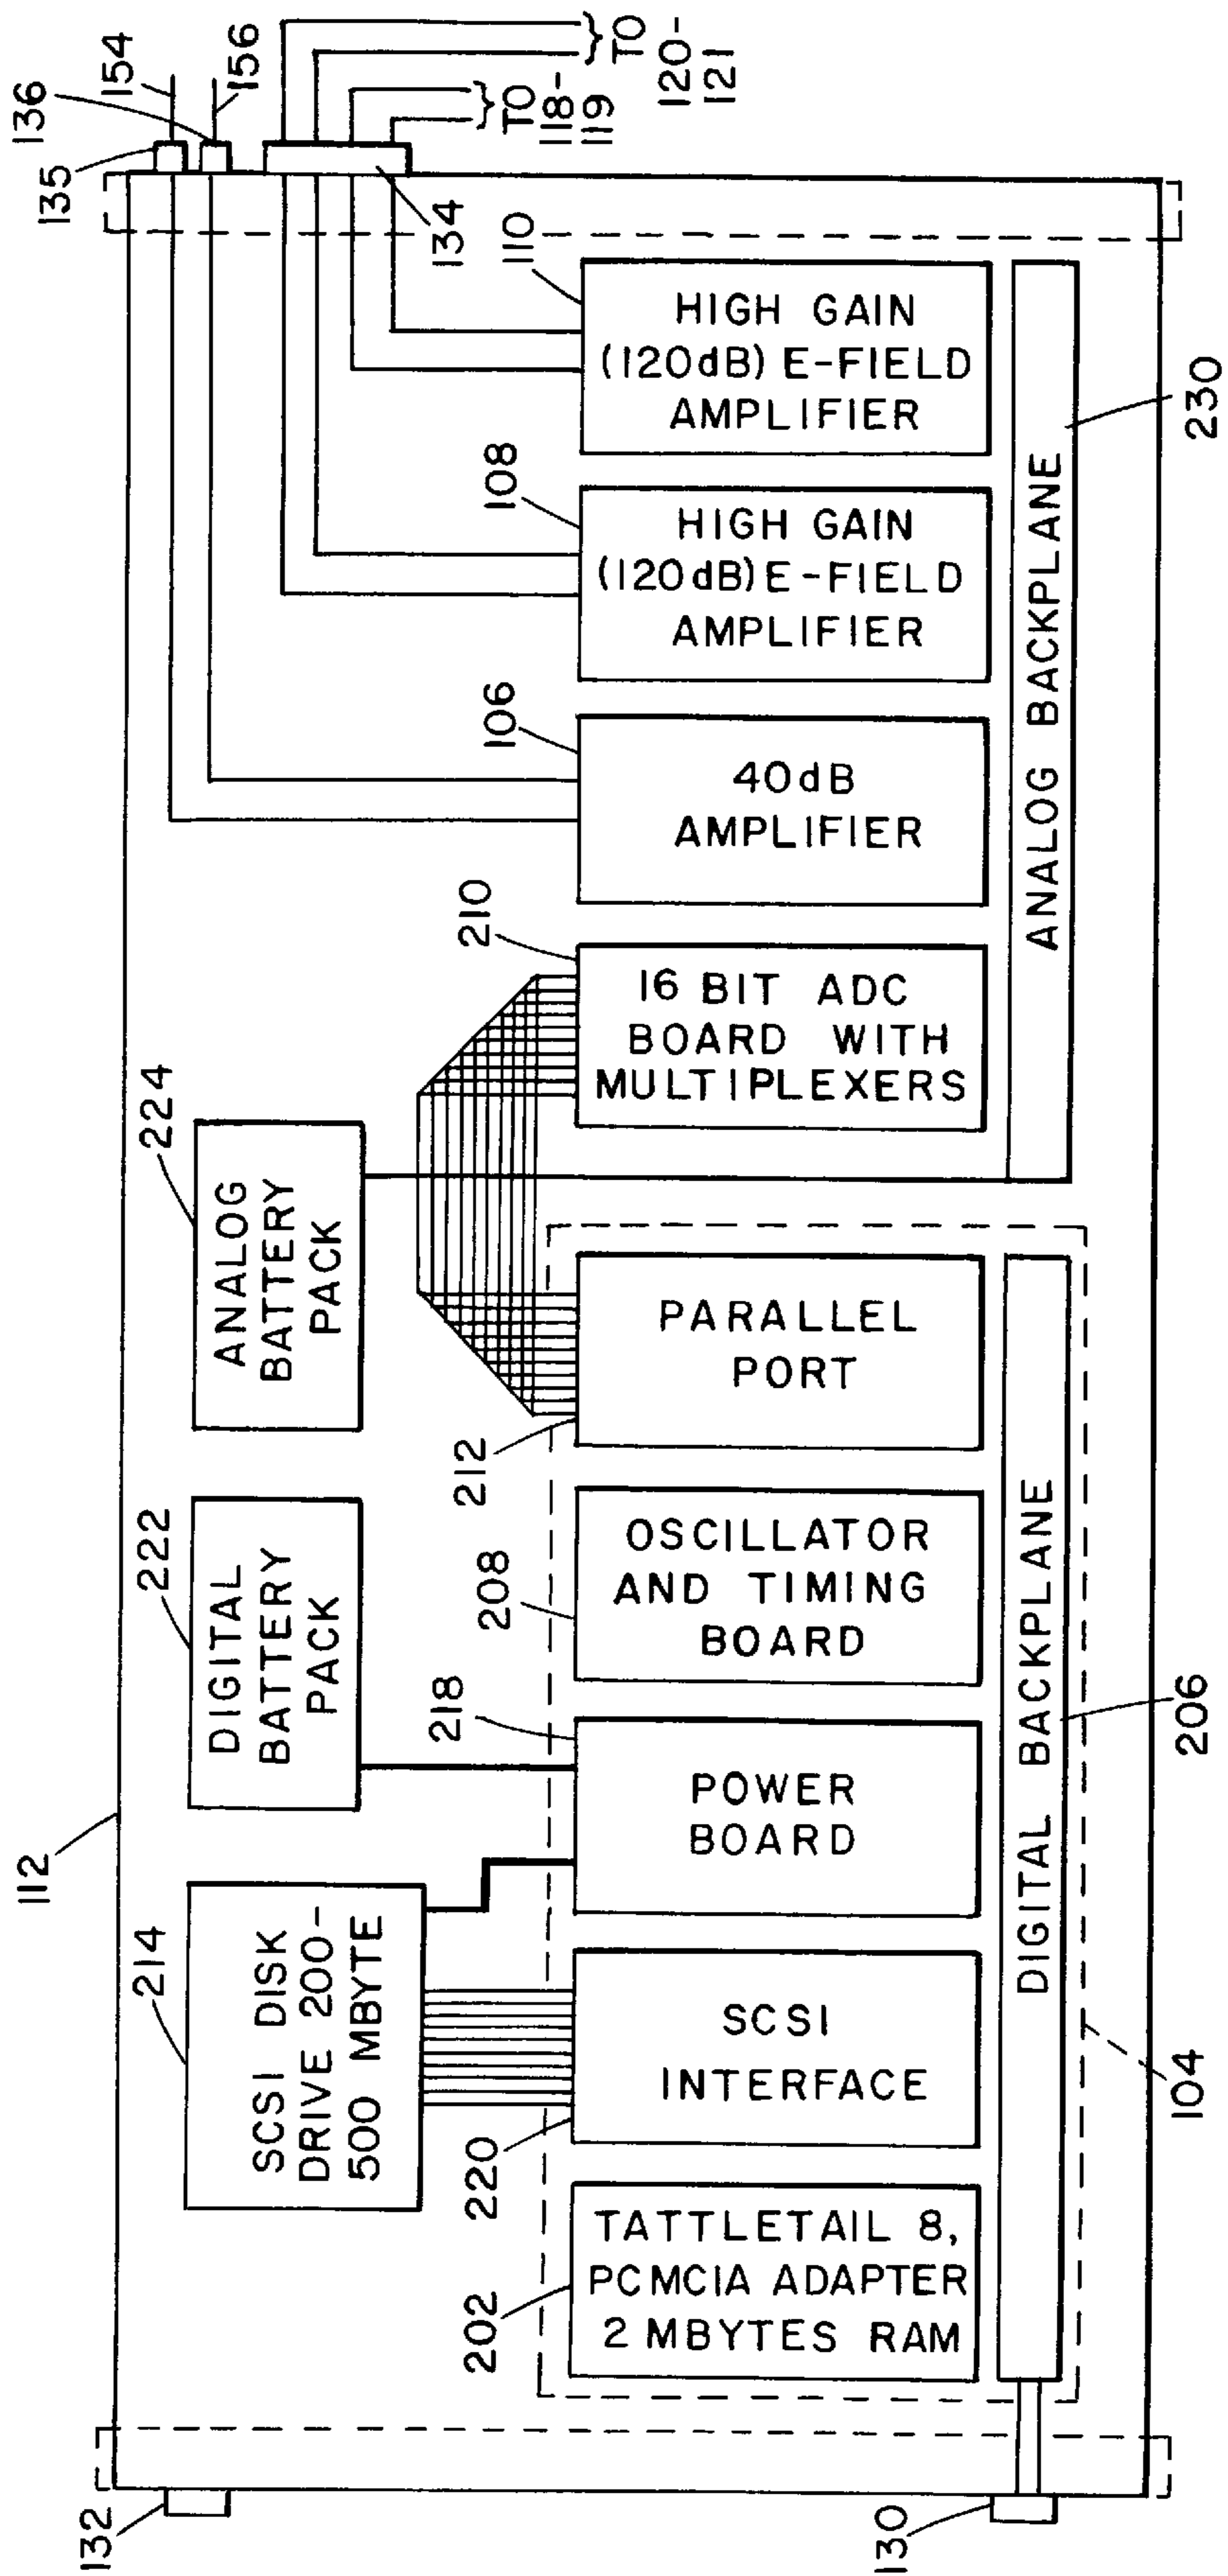 112
214
SCSI DISK
DRIVE 200-
500 MBYTE
222
DIGITAL
BATTERY
PACK
224
ANALOG
BATTERY
PACK
135
136
154
156
TO
118-
119
TO
120-
121
134
132
130
202
TATTLETAIL 8,
PCMCIA ADAPTER
2 MBYTES RAM
220
SCSI
INTERFACE
218
POWER
BOARD
208
OSCILLATOR
AND TIMING
BOARD
212
PARALLEL
PORT
210
16 BIT ADC
BOARD WITH
MULTIPLEXERS
106
40dB
AMPLIFIER
108
HIGH GAIN
(120dB) E-FIELD
AMPLIFIER
110
HIGH GAIN
(120dB) E-FIELD
AMPLIFIER
DIGITAL BACKPLANE
ANALOG BACKPLANE
104
206
230